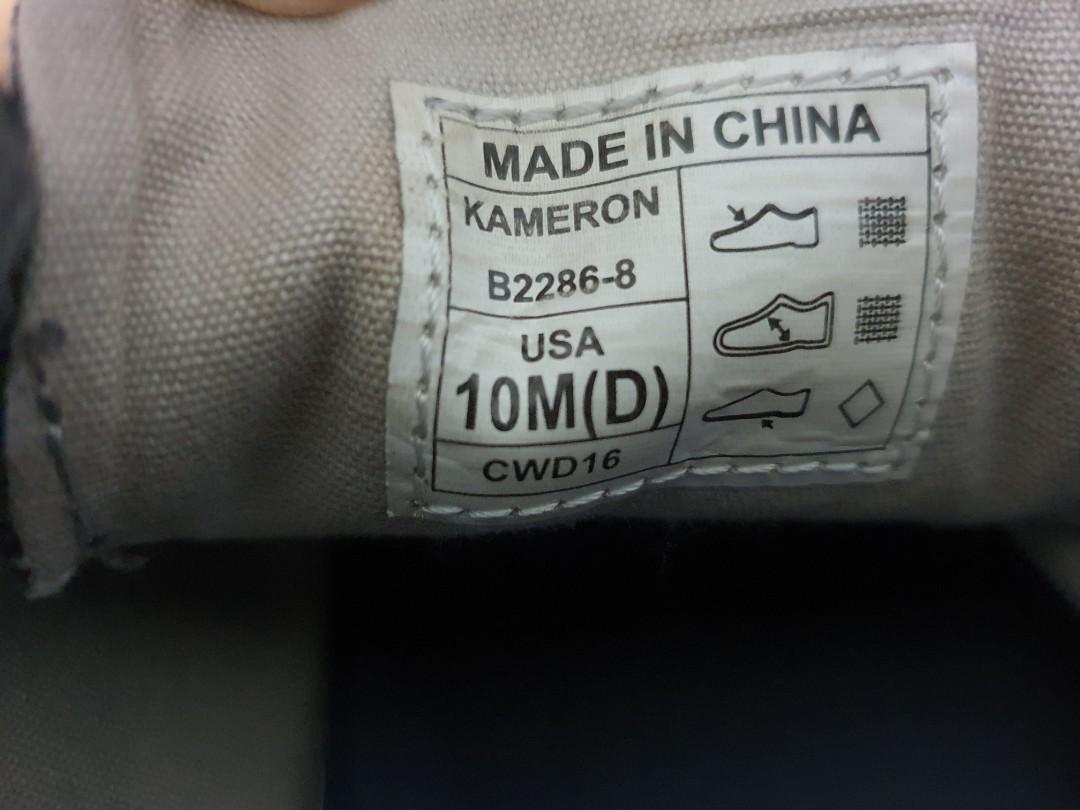 MADE IN CHINA
KAMERON
B2286-8
USA
10M(D)
CWD16